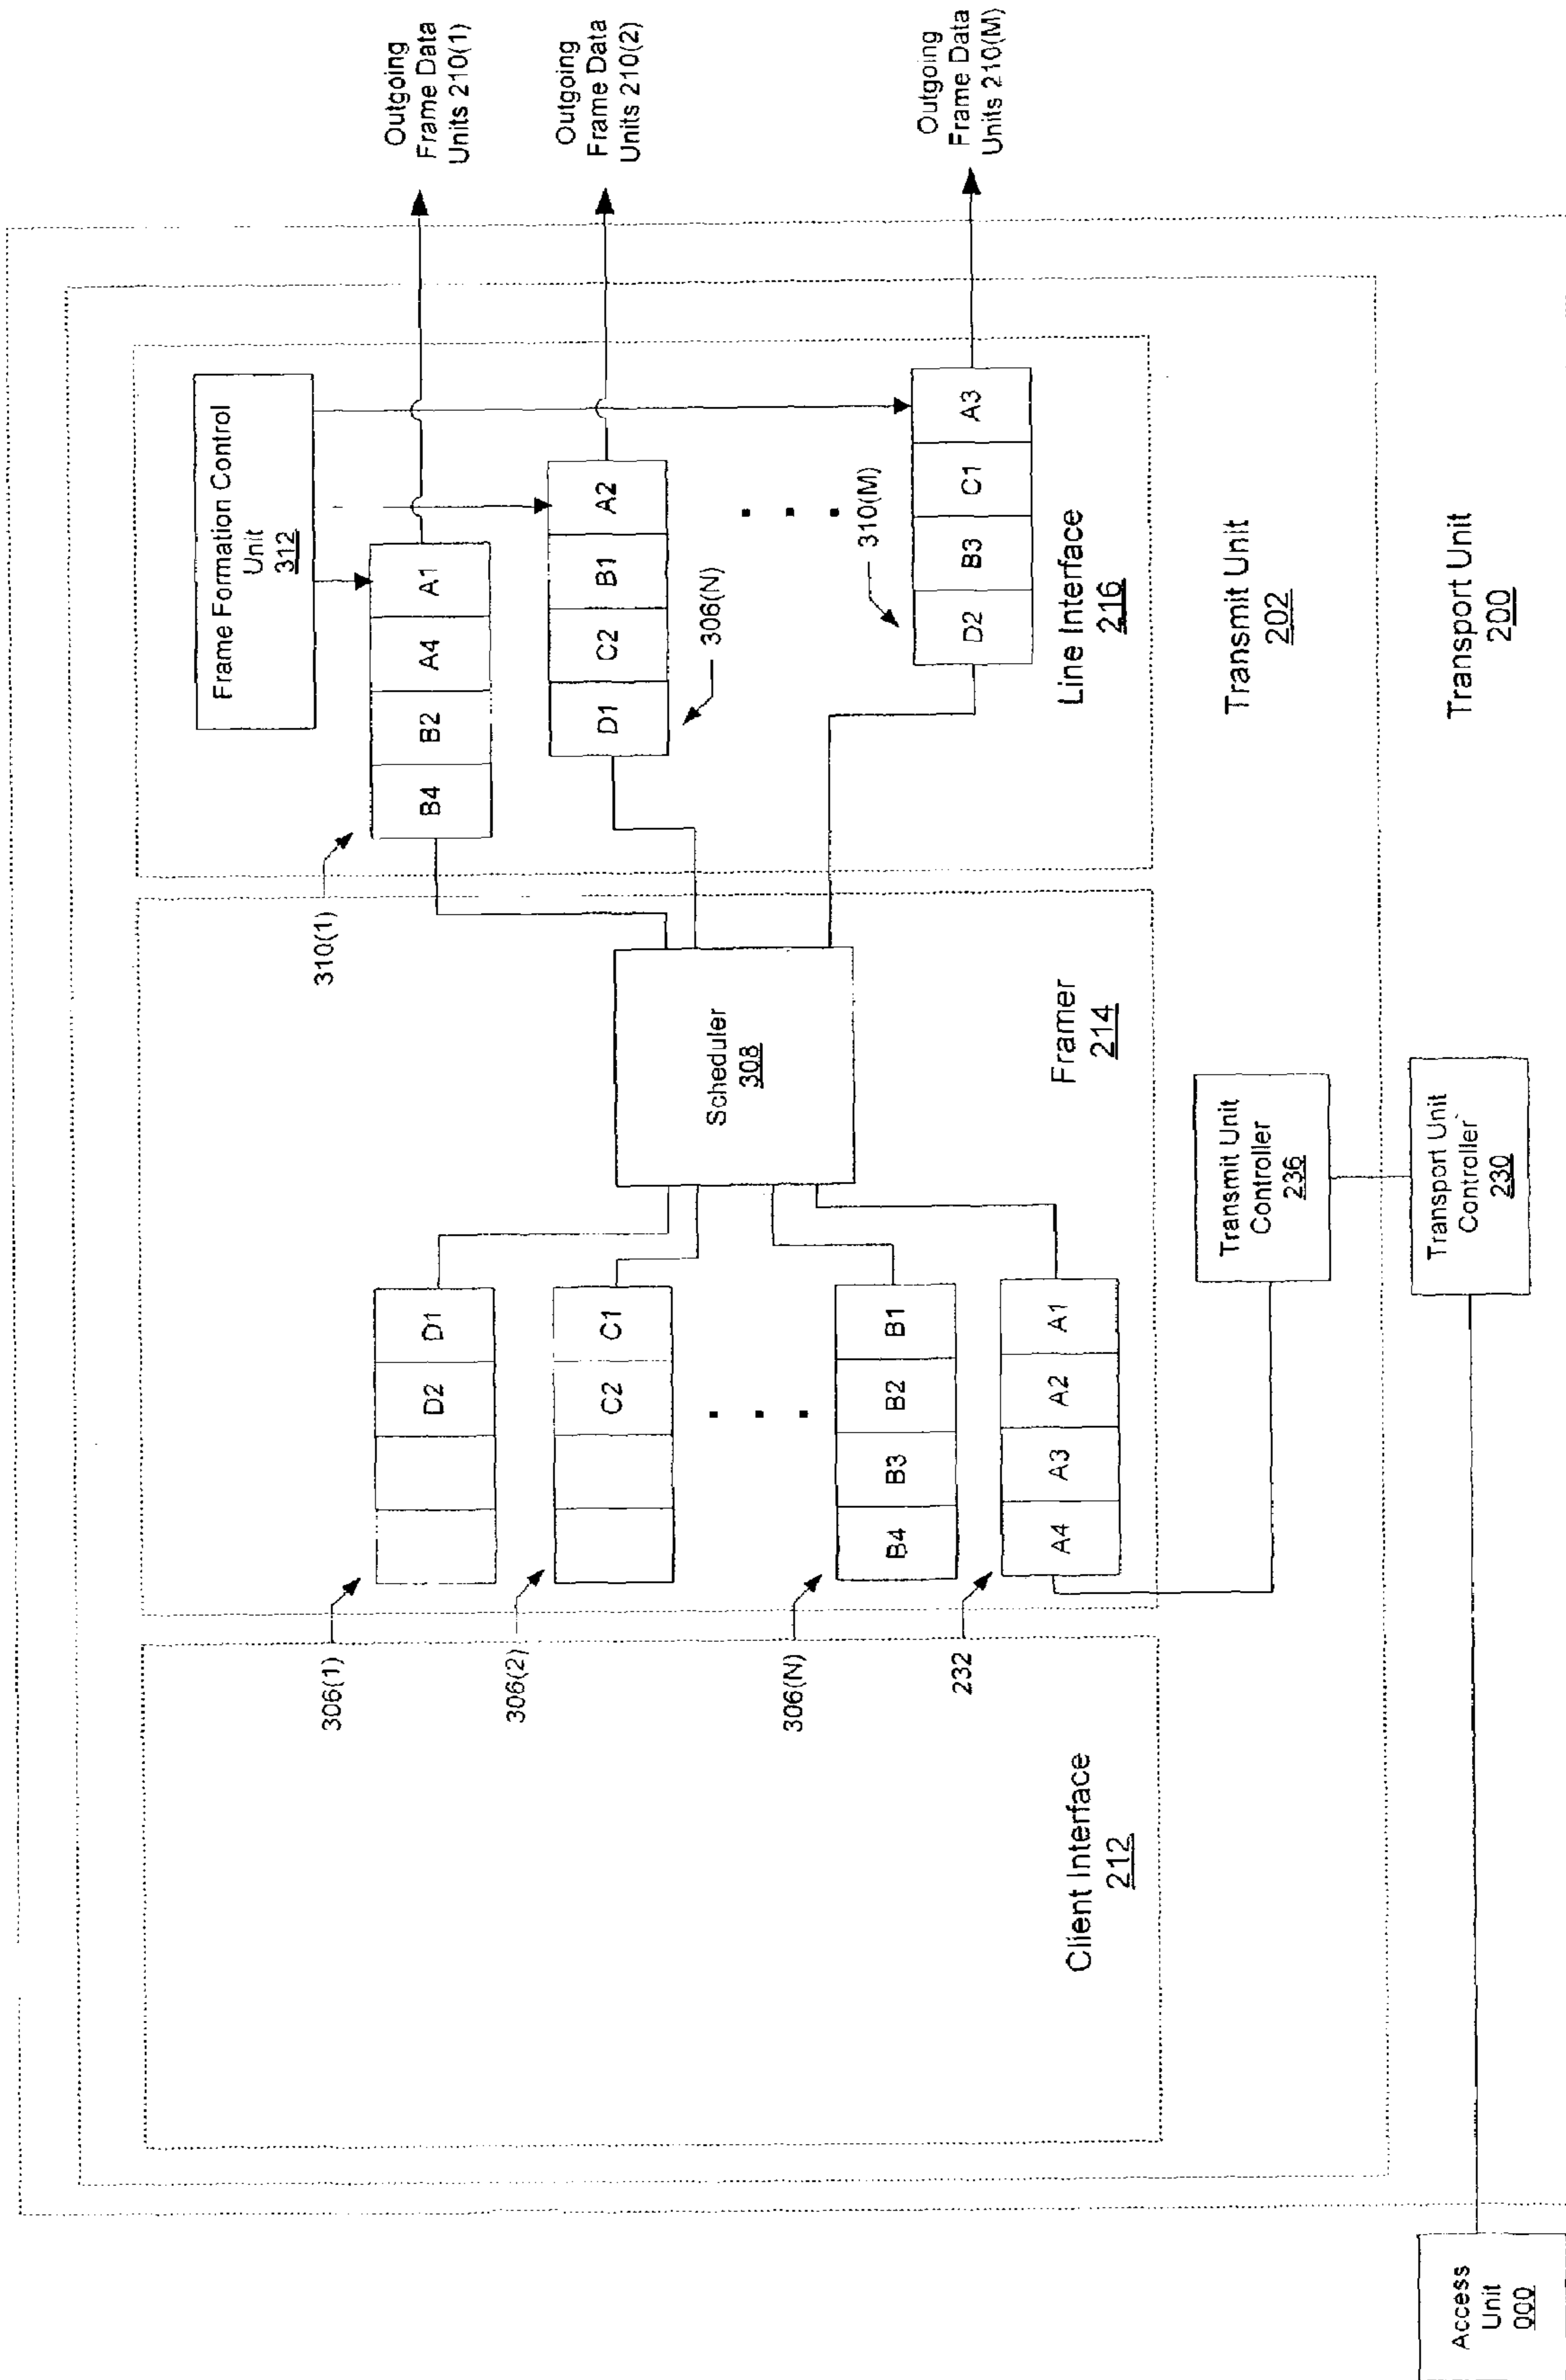 Outgoing
Frame Data
Units 210(1)
Outgoing
Frame Data
Units 210(2)
Outgoing
Frame Data
Units 210(M)
Frame Formation Control
Unit
312
310(1)
B4
B2
A4
A1
D1
C2
B1
A2
306(N)
310(M)
D2
B3
C1
A3
Line Interface
216
Scheduler
308
Framer
214
306(1)
D2
D1
306(2)
C2
C1
306(N)
B4
B3
B2
B1
232
A4
A3
A2
A1
Client Interface
212
Transmit Unit
Controller
236
Transmit Unit
202
Transport Unit
Controller
230
Transport Unit
200
Access
Unit
000